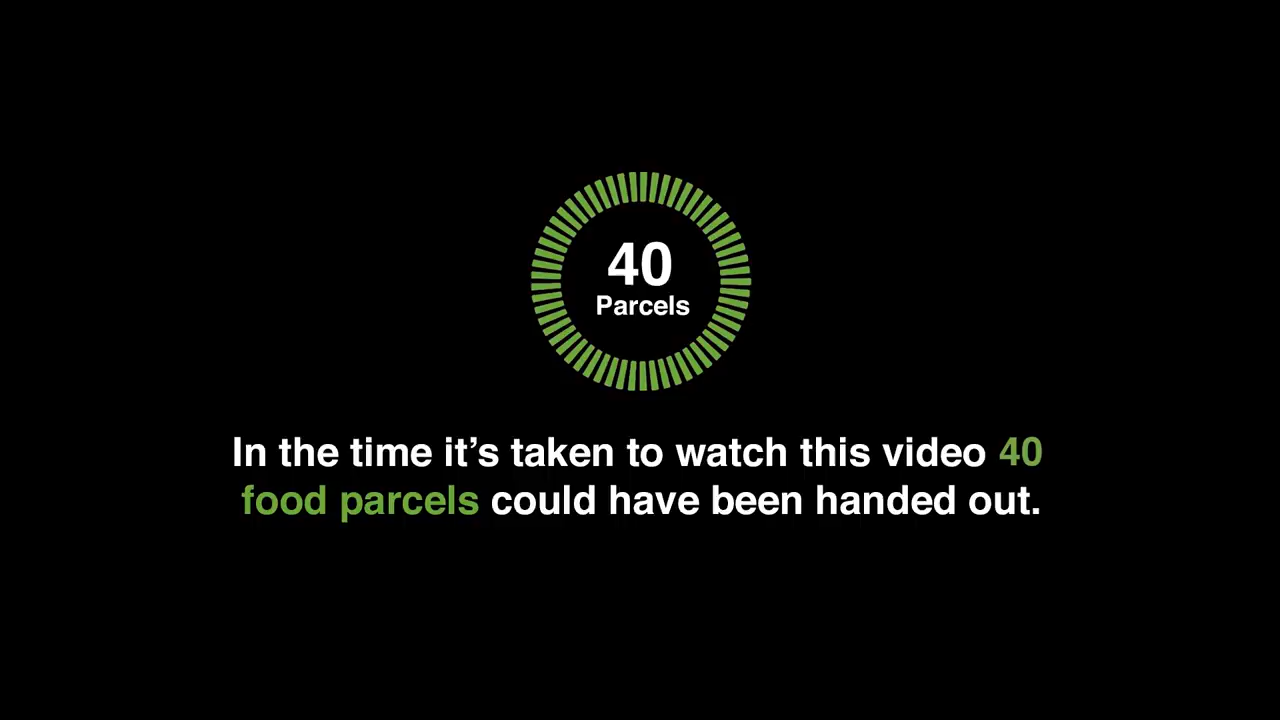 40
Parcels
In the time it’s taken to watch this video 40
food parcels could have been handed out.